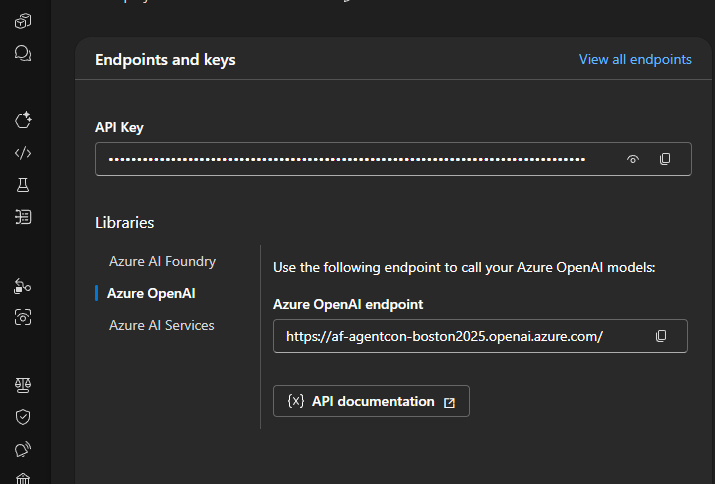 Endpoints and keys
View all endpoints
API Key
Libraries
Azure AI Foundry
Azure OpenAI
Azure AI Services
Use the following endpoint to call your Azure OpenAI models:
Azure OpenAI endpoint
https://af-agentcon-boston2025.openai.azure.com/
{x} API documentation